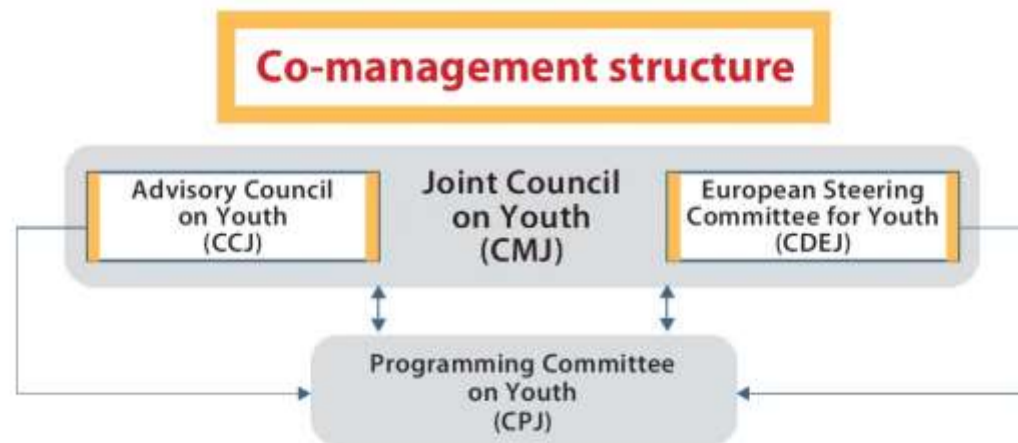 Co-management structure
Advisory Council
on Youth
(CCJ)
Joint Council
on Youth
(CMJ)
European Steering
Committee for Youth
(CDEJ)
Programming Committee
on Youth
(CPJ)